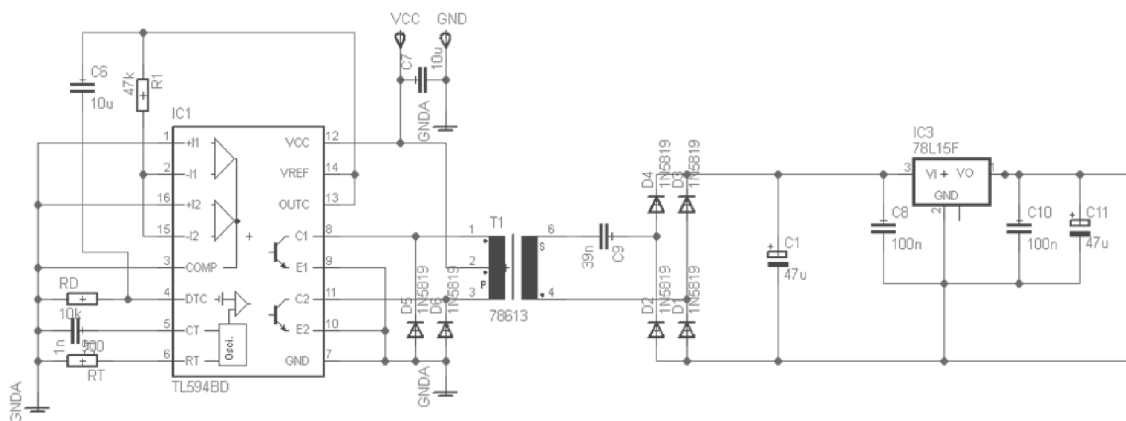 VCC GND
C7
10u
GNDA
C6
10u
47k
R1
IC1
1 +I1 VCC 12
2 -I1 VREF 14
16 +I2 OUTC 13
15 -I2 C1 8
3 COMP E1 9
4 DTC C2 11
5 CT E2 10
6 RT GND 7
Osci.
TL594BD
RD
10k
1n
RT
GNDA
D5
1N5819
D6
1N5819
GNDA
T1
1 6
2 P S
3 4
78613
39n
C9
D4
1N5819
D3
1N5819
D2
1N5819
D1
1N5819
C1
47u
IC3
78L15F
3 VI VO 1
GND
2
C8
100n
C10
100n
C11
47u